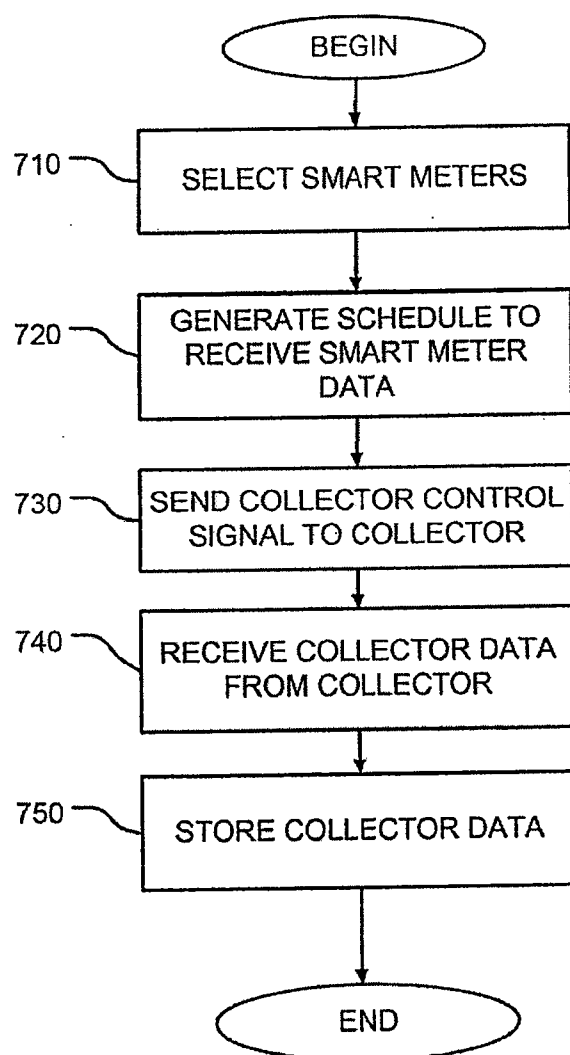 BEGIN
710
SELECT SMART METERS
720
GENERATE SCHEDULE TO
RECEIVE SMART METER
DATA
730
SEND COLLECTOR CONTROL
SIGNAL TO COLLECTOR
740
RECEIVE COLLECTOR DATA
FROM COLLECTOR
750
STORE COLLECTOR DATA
END